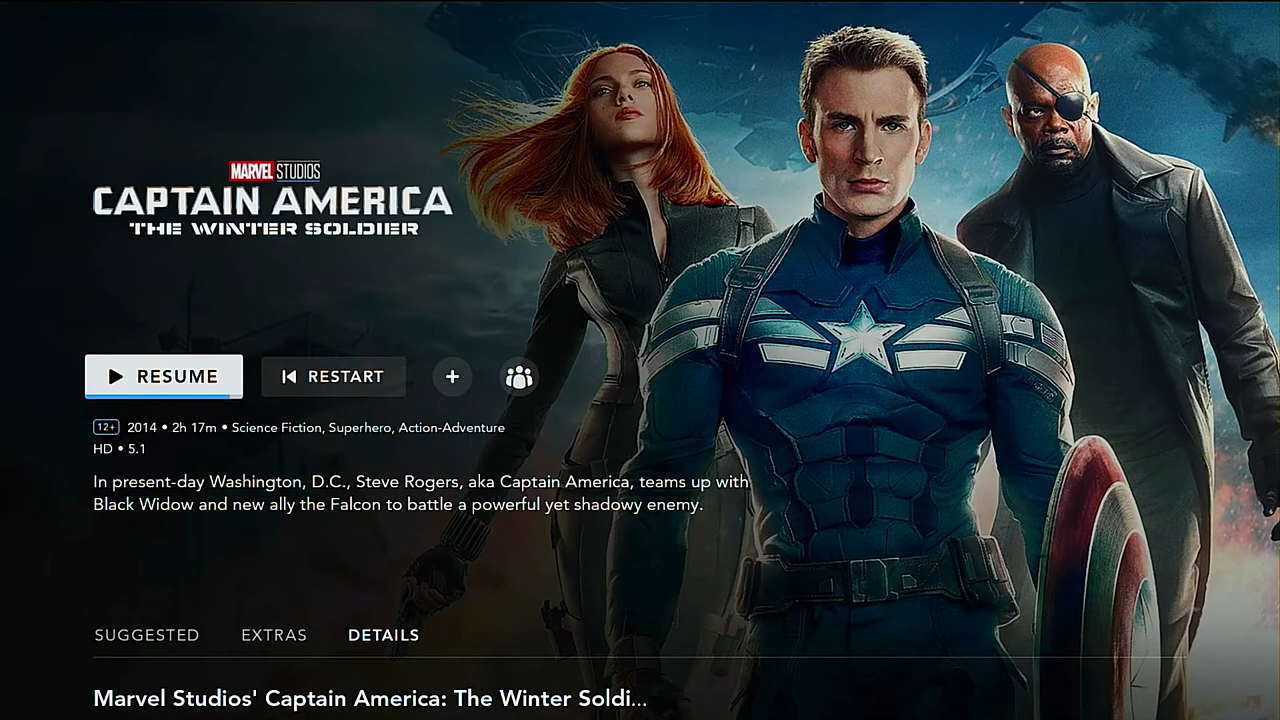 MARVEL STUDIOS
CAPTAIN AMERICA
THE WINTER SOLDIER
RESUME RESTART +
12+ 2014 • 2h 17m • Science Fiction, Superhero, Action-Adventure
HD • 5.1
In present-day Washington, D.C., Steve Rogers, aka Captain America, teams up with
Black Widow and new ally the Falcon to battle a powerful yet shadowy enemy.
SUGGESTED EXTRAS DETAILS
Marvel Studios' Captain America: The Winter Soldi...